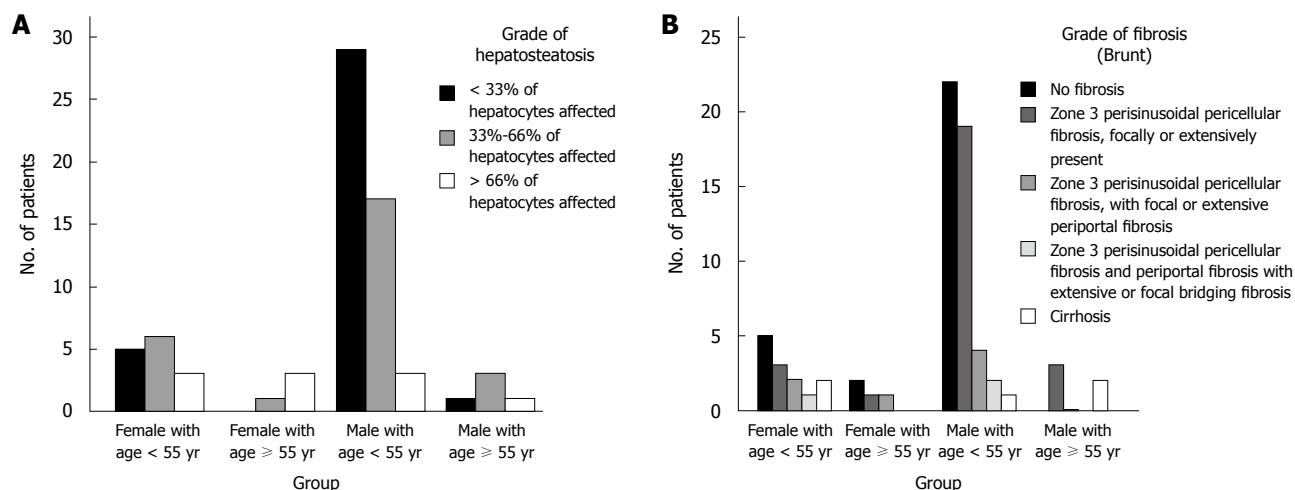 A
No. of patients
30
25
20
15
10
5
0
Female with
age < 55 yr
Female with
age ⩾ 55 yr
Male with
age < 55 yr
Male with
age ⩾ 55 yr
Group
Grade of
hepatosteatosis
< 33% of
hepatocytes affected
33%-66% of
hepatocytes affected
> 66% of
hepatocytes affected
B
No. of patients
25
20
15
10
5
0
Female with
age < 55 yr
Female with
age ⩾ 55 yr
Male with
age < 55 yr
Male with
age ⩾ 55 yr
Group
Grade of fibrosis
(Brunt)
No fibrosis
Zone 3 perisinusoidal pericellular
fibrosis, focally or extensively
present
Zone 3 perisinusoidal pericellular
fibrosis, with focal or extensive
periportal fibrosis
Zone 3 perisinusoidal pericellular
fibrosis and periportal fibrosis with
extensive or focal bridging fibrosis
Cirrhosis